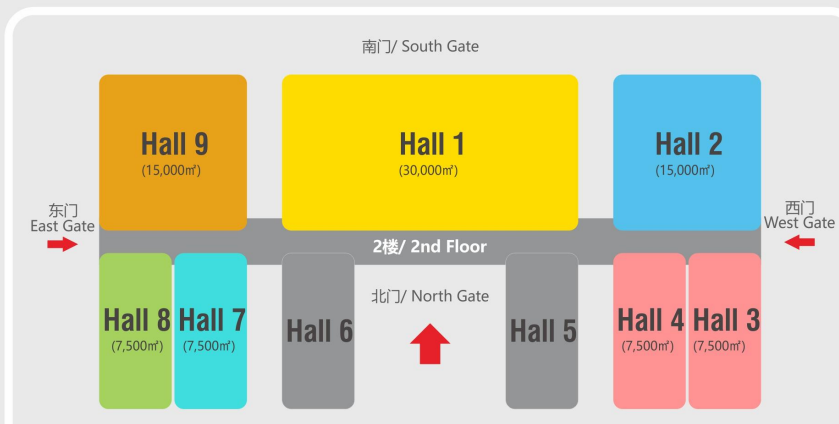 南门/ South Gate
Hall 9
(15,000㎡)
Hall 1
(30,000㎡)
Hall 2
(15,000㎡)
东门
East Gate
西门
West Gate
2楼/ 2nd Floor
北门/ North Gate
Hall 8
(7,500㎡)
Hall 7
(7,500㎡)
Hall 6
Hall 5
Hall 4
(7,500㎡)
Hall 3
(7,500㎡)